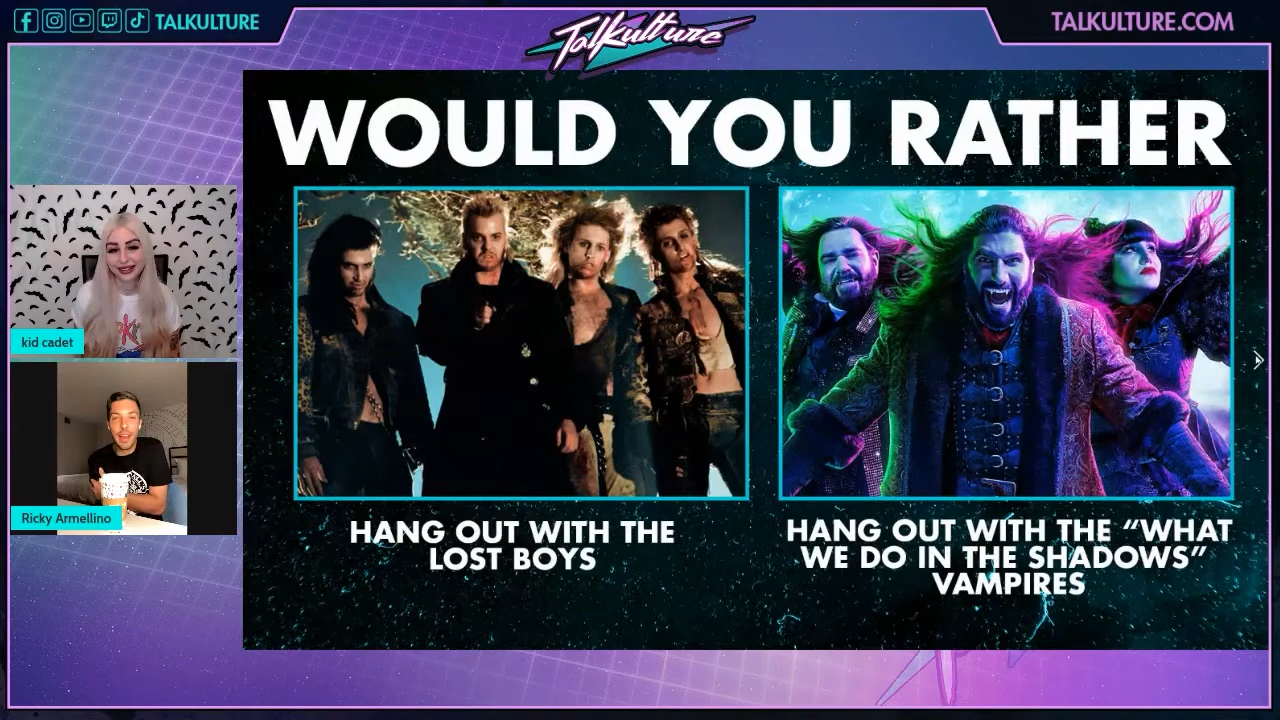 TALKULTURE
TalKulture
TALKULTURE.COM
WOULD YOU RATHER
kid cadet
Ricky Armellino
HANG OUT WITH THE
LOST BOYS
HANG OUT WITH THE “WHAT
WE DO IN THE SHADOWS”
VAMPIRES